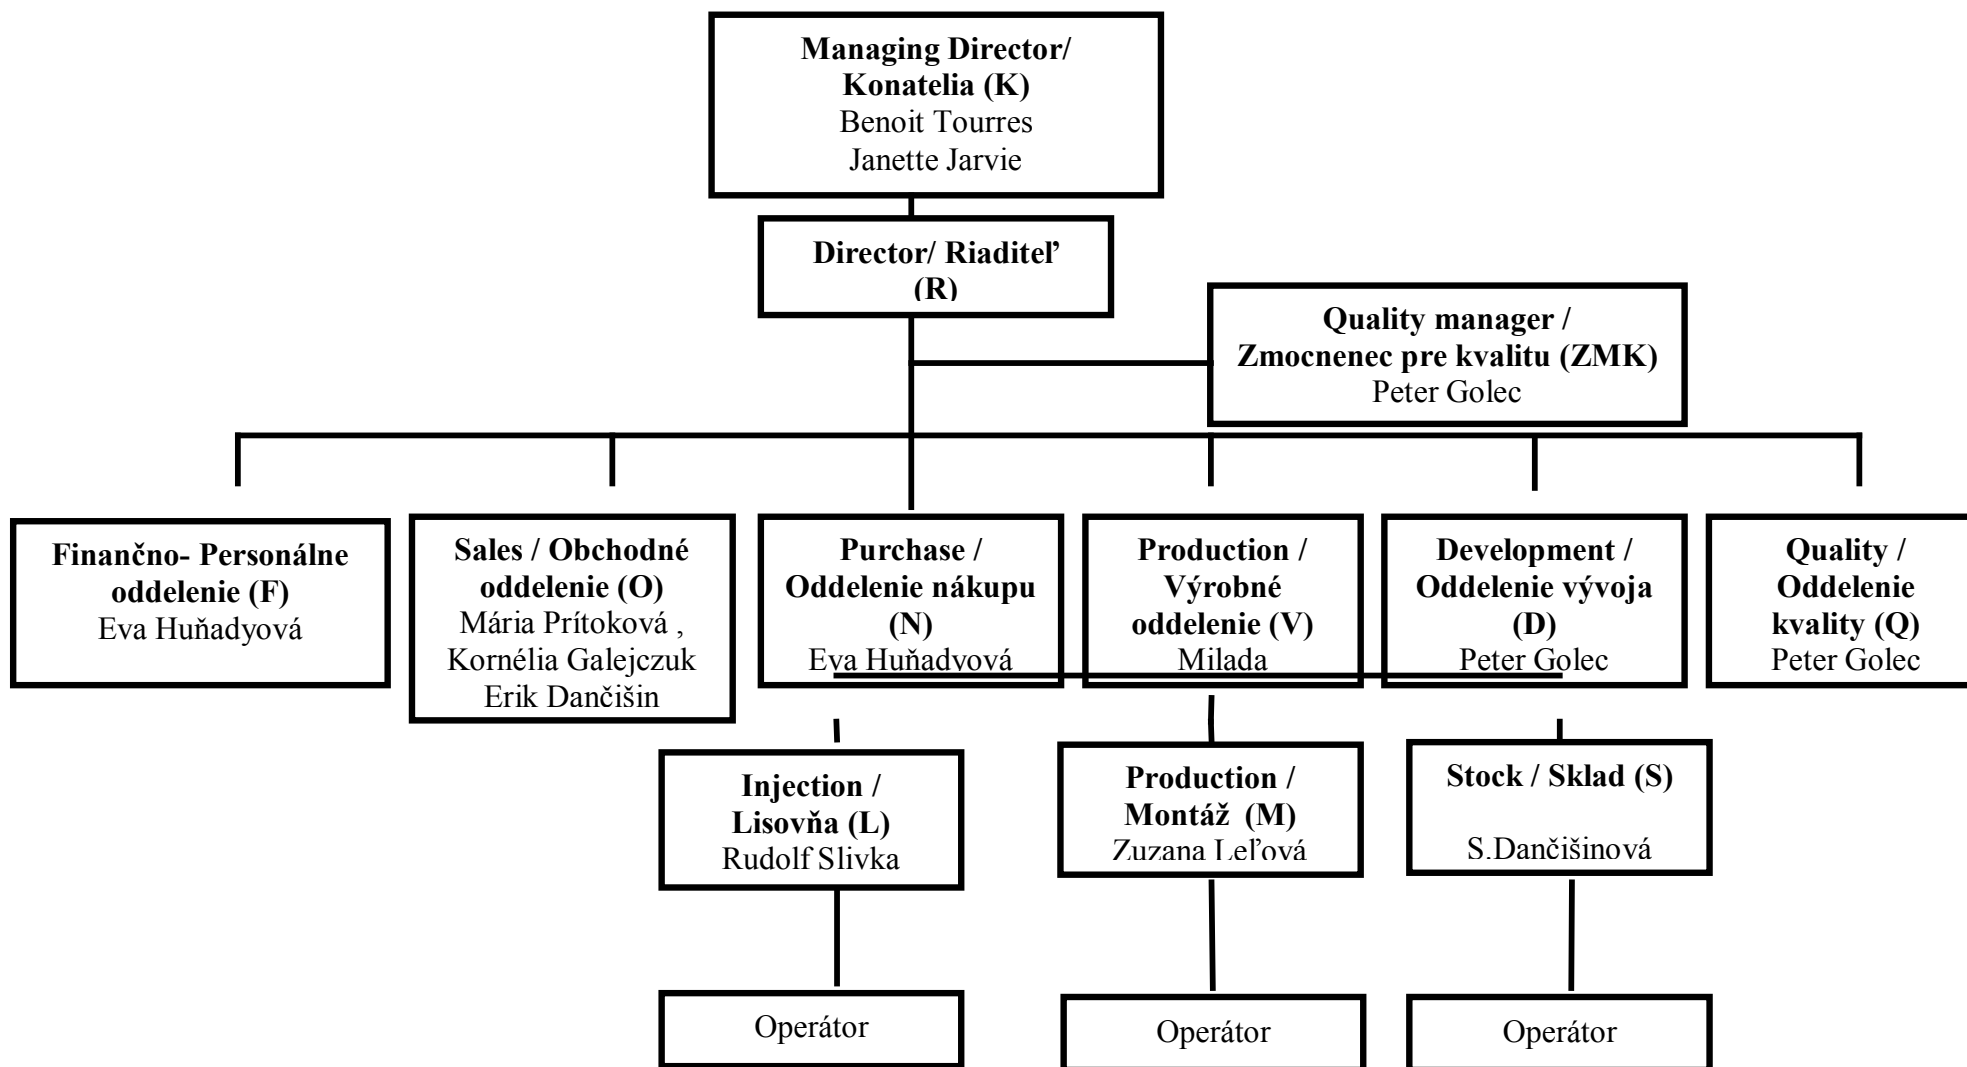 Managing Director/
Konatelia (K)
Benoit Tourres
Janette Jarvie
Director/ Riaditeľ
(R)
Quality manager /
Zmocnenec pre kvalitu (ZMK)
Peter Golec
Finančno- Personálne
oddelenie (F)
Eva Huňadyová
Sales / Obchodné
oddelenie (O)
Mária Prítoková ,
Kornélia Galejczuk
Erik Dančišin
Purchase /
Oddelenie nákupu
(N)
Eva Huňadyová
Production /
Výrobné
oddelenie (V)
Milada
Development /
Oddelenie vývoja
(D)
Peter Golec
Quality /
Oddelenie
kvality (Q)
Peter Golec
Injection /
Lisovňa (L)
Rudolf Slivka
Production /
Montáž  (M)
Zuzana Leľová
Stock / Sklad (S)
S.Dančišinová
Operátor
Operátor
Operátor